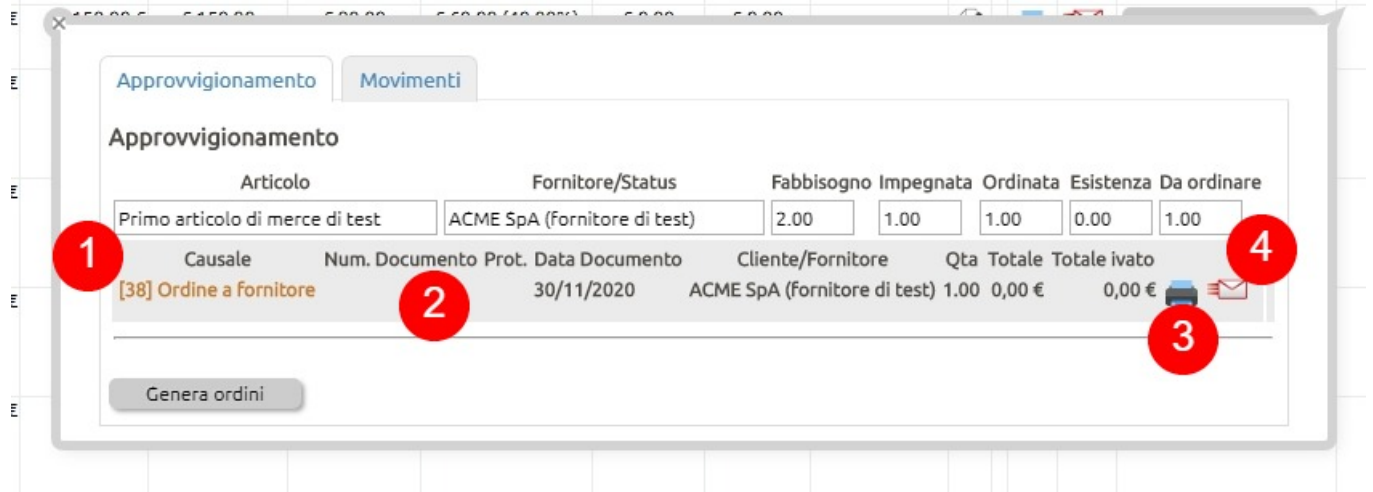 Approvvigionamento Movimenti
Approvvigionamento
Articolo Fornitore/Status Fabbisogno Impegnata Ordinata Esistenza Da ordinare
Primo articolo di merce di test ACME SpA (fornitore di test) 2.00 1.00 1.00 0.00 1.00
1 4
Causale Num. Documento Prot. Data Documento Cliente/Fornitore Qta Totale Totale ivato
[38] Ordine a fornitore 2 30/11/2020 ACME SpA (fornitore di test) 1.00 0,00 € 0,00 €
3
Genera ordini